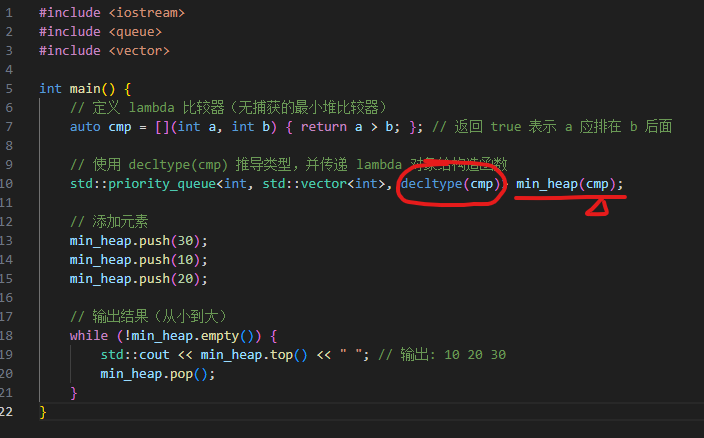 1 #include <iostream>
2 #include <queue>
3 #include <vector>
4
5 int main() {
6 // 定义 lambda 比较器（无捕获的最小堆比较器）
7 auto cmp = [](int a, int b) { return a > b; }; // 返回 true 表示 a 应排在 b 后面
8
9 // 使用 decltype(cmp) 推导类型，并传递 lambda 对象给构造函数
10 std::priority_queue<int, std::vector<int>, decltype(cmp)> min_heap(cmp);
11
12 // 添加元素
13 min_heap.push(30);
14 min_heap.push(10);
15 min_heap.push(20);
16
17 // 输出结果（从小到大）
18 while (!min_heap.empty()) {
19 std::cout << min_heap.top() << " "; // 输出: 10 20 30
20 min_heap.pop();
21 }
22 }